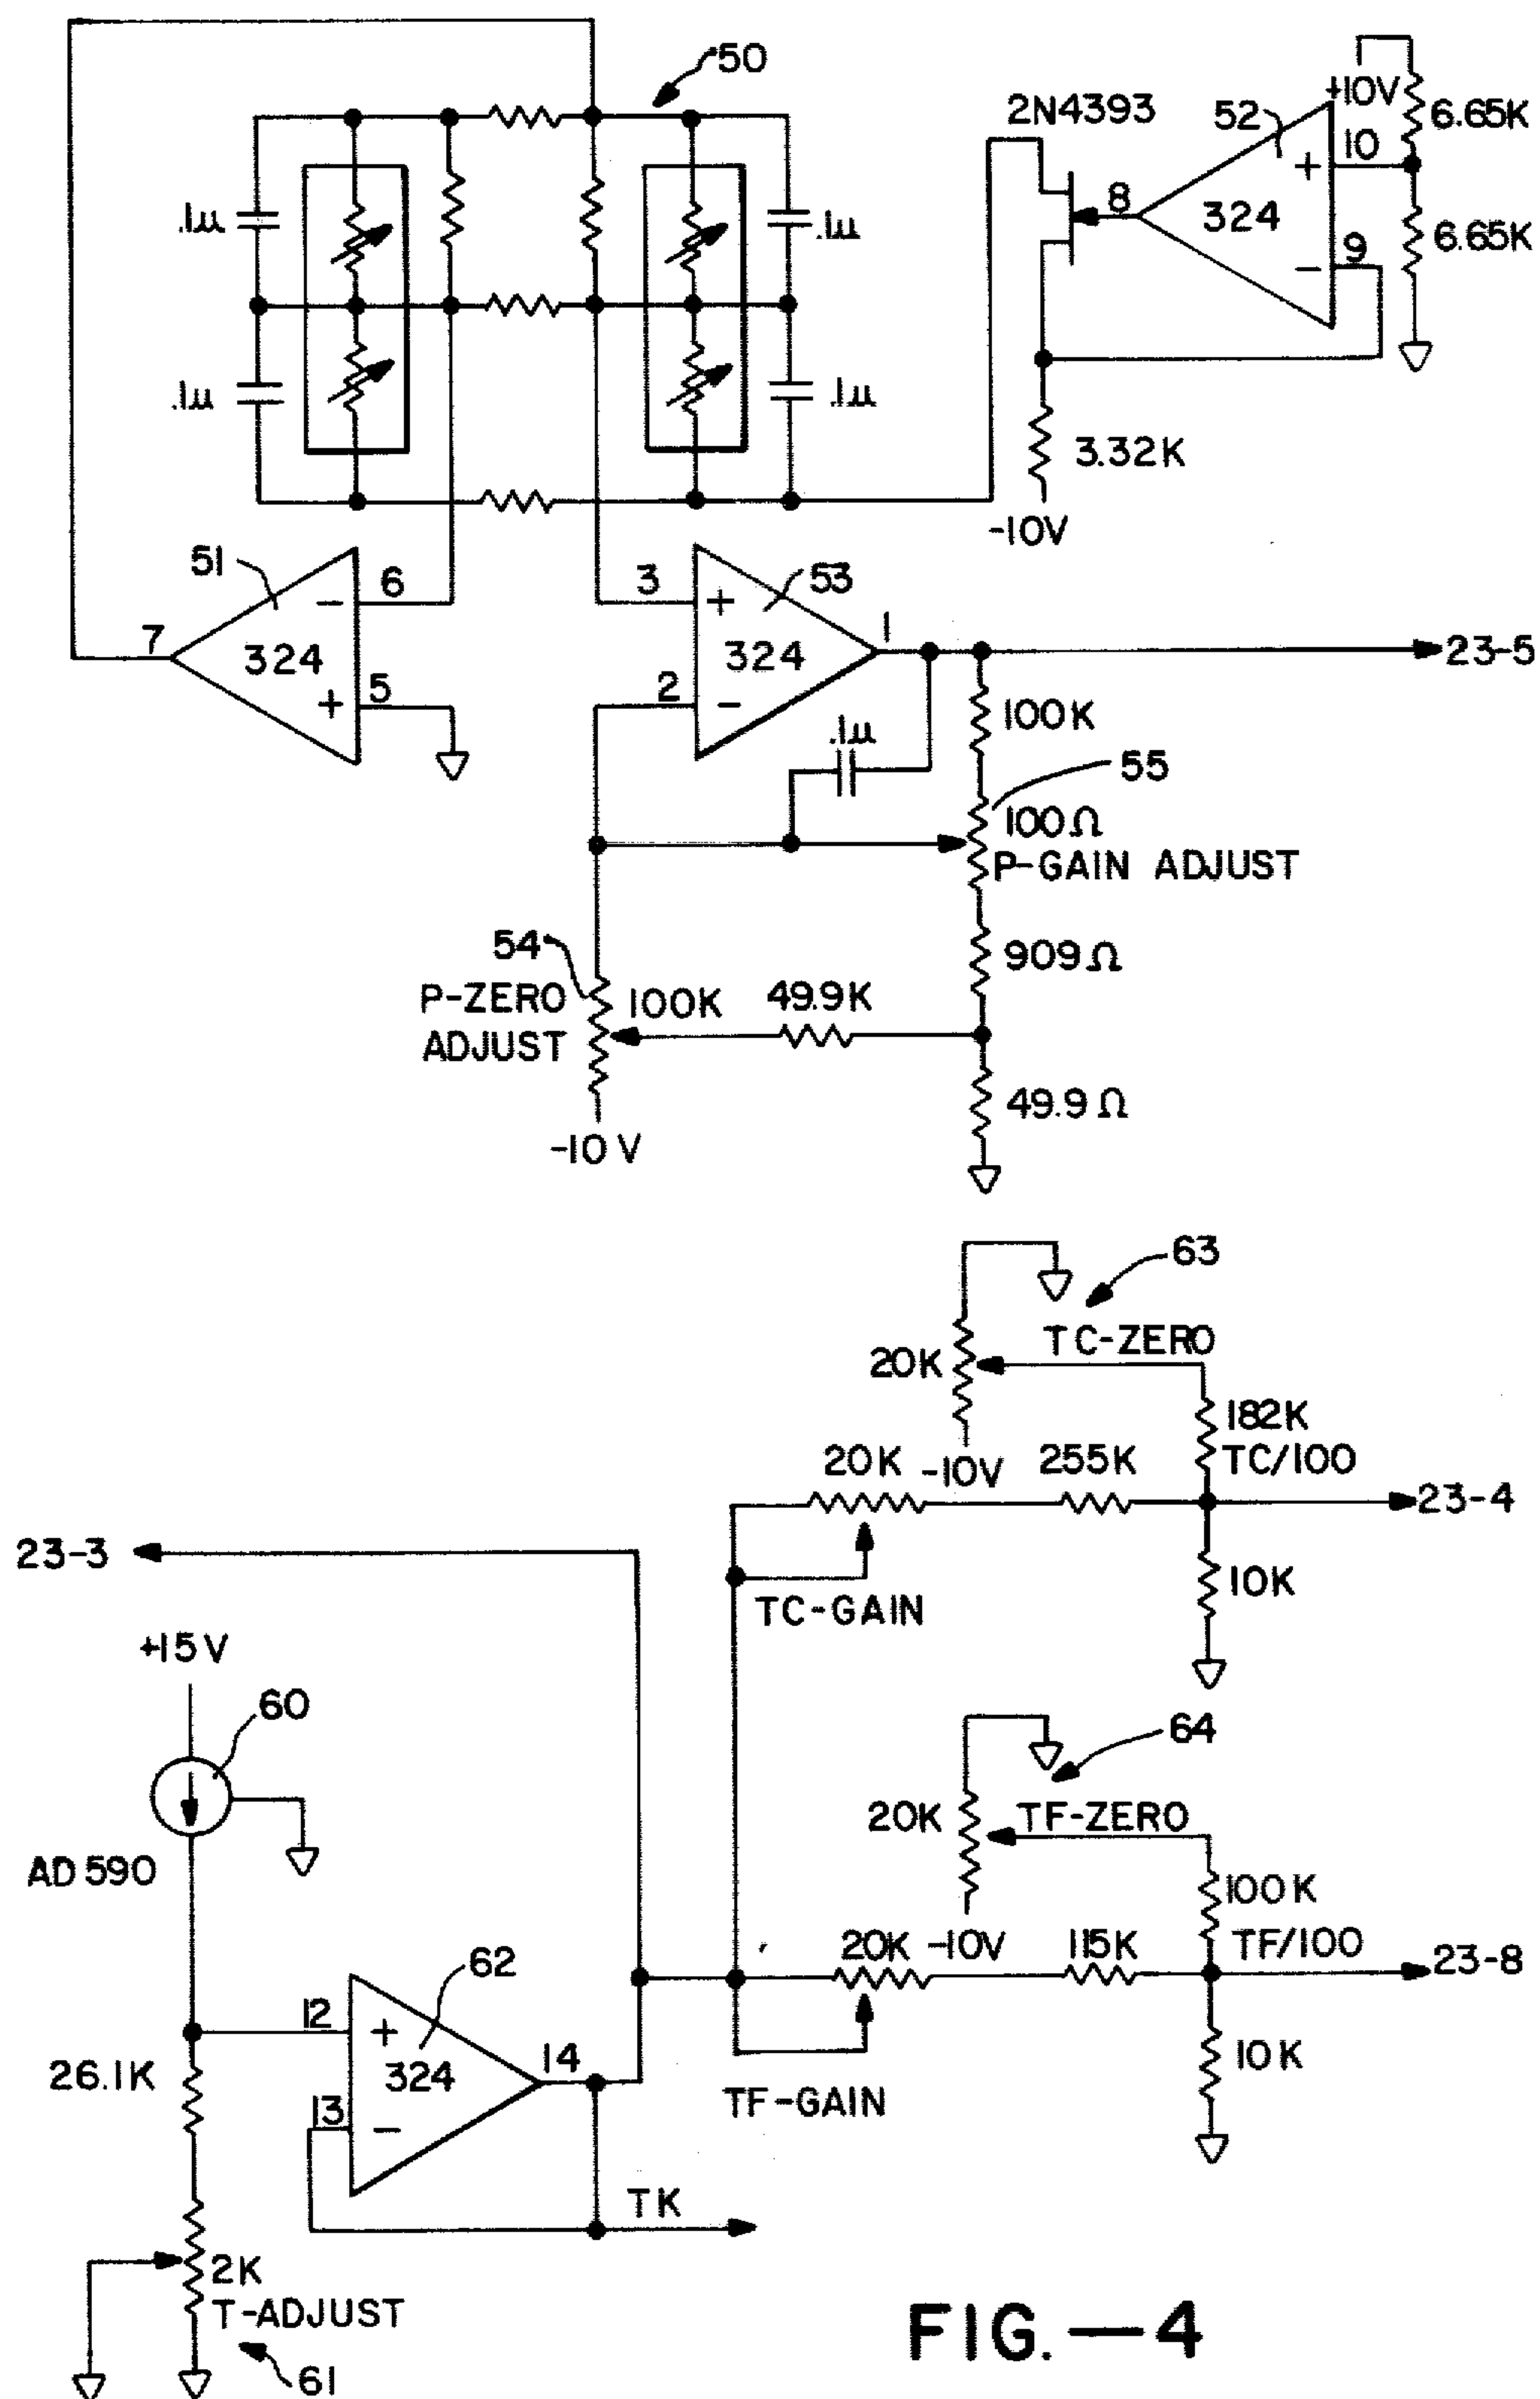 50
2N4393
52
+10V
6.65K
10
+
8
324
9
−
6.65K
.1µ
.1µ
.1µ
.1µ
3.32K
-10V
51
6
−
324
7
5
+
3
53
+
324
1
23-5
2
−
100K
.1µ
55
100Ω
P-GAIN ADJUST
54
909Ω
P-ZERO
ADJUST
100K
49.9K
49.9Ω
-10V
63
TC-ZERO
20K
182K
20K
-10V
255K
TC/100
23-4
23-3
10K
TC-GAIN
+15V
60
64
20K
TF-ZERO
AD590
100K
20K
-10V
115K
TF/100
23-8
62
12
+
14
26.1K
324
10K
13
−
TF-GAIN
TK
2K
T-ADJUST
61
FIG.—4